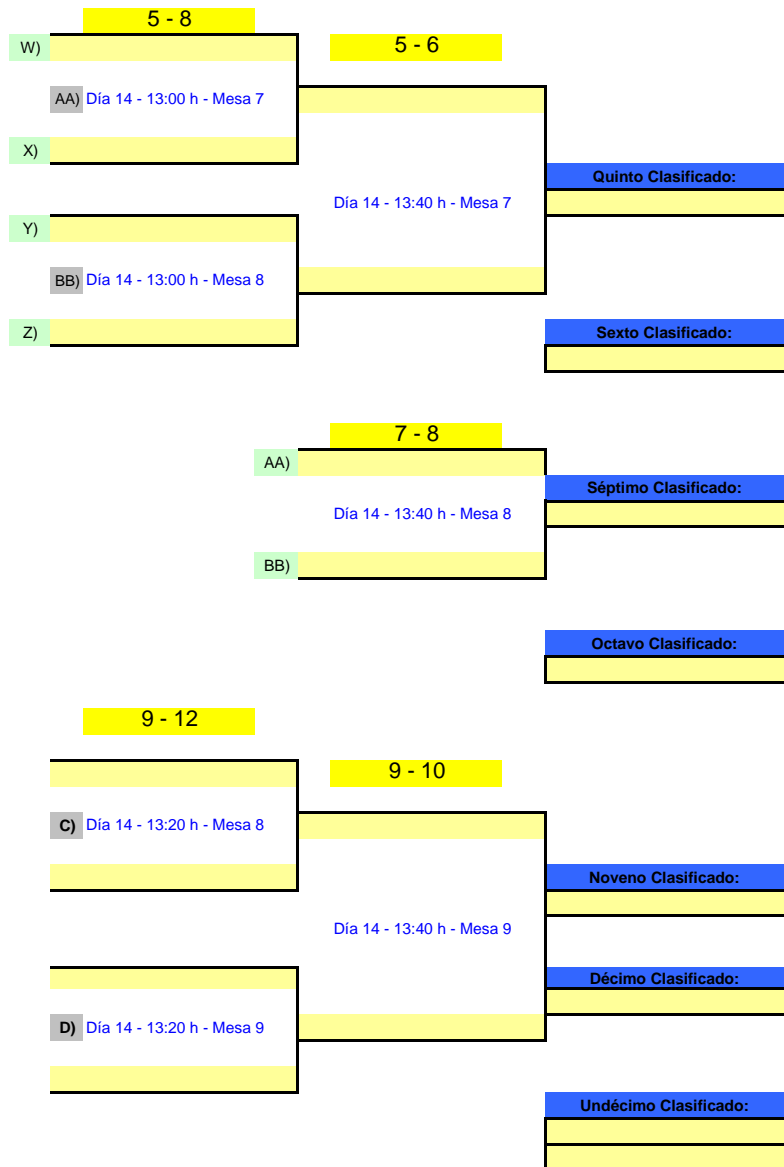 5 - 8
W)
5 - 6
AA) Día 14 - 13:00 h - Mesa 7
X)
Quinto Clasificado:
Día 14 - 13:40 h - Mesa 7
Y)
BB) Día 14 - 13:00 h - Mesa 8
Z)
Sexto Clasificado:
7 - 8
AA)
Séptimo Clasificado:
Día 14 - 13:40 h - Mesa 8
BB)
Octavo Clasificado:
9 - 12
9 - 10
C) Día 14 - 13:20 h - Mesa 8
Noveno Clasificado:
Día 14 - 13:40 h - Mesa 9
Décimo Clasificado:
D) Día 14 - 13:20 h - Mesa 9
Undécimo Clasificado: